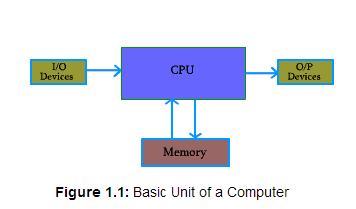 I/O
Devices
CPU
O/P
Devices
Memory
Figure 1.1: Basic Unit of a Computer